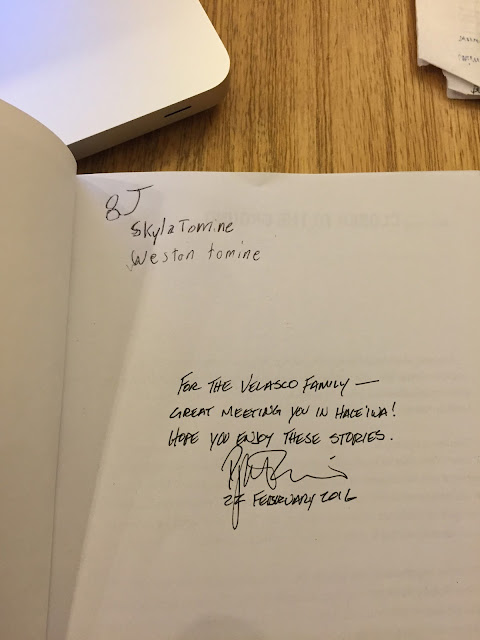 8J
SkylaTomine
Weston tomine
FOR THE VELASCO FAMILY —
GREAT MEETING YOU IN HALE'IWA!
HOPE YOU ENJOY THESE STORIES.
27 FEBRUARY 2016